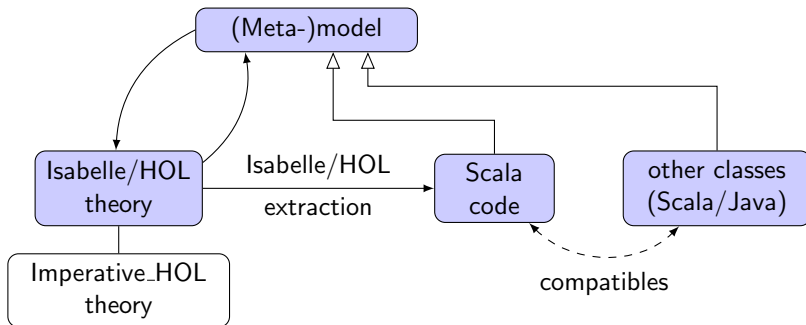 (Meta-)model
Isabelle/HOL
theory
Isabelle/HOL
extraction
Scala
code
other classes
(Scala/Java)
Imperative_HOL
theory
compatibles